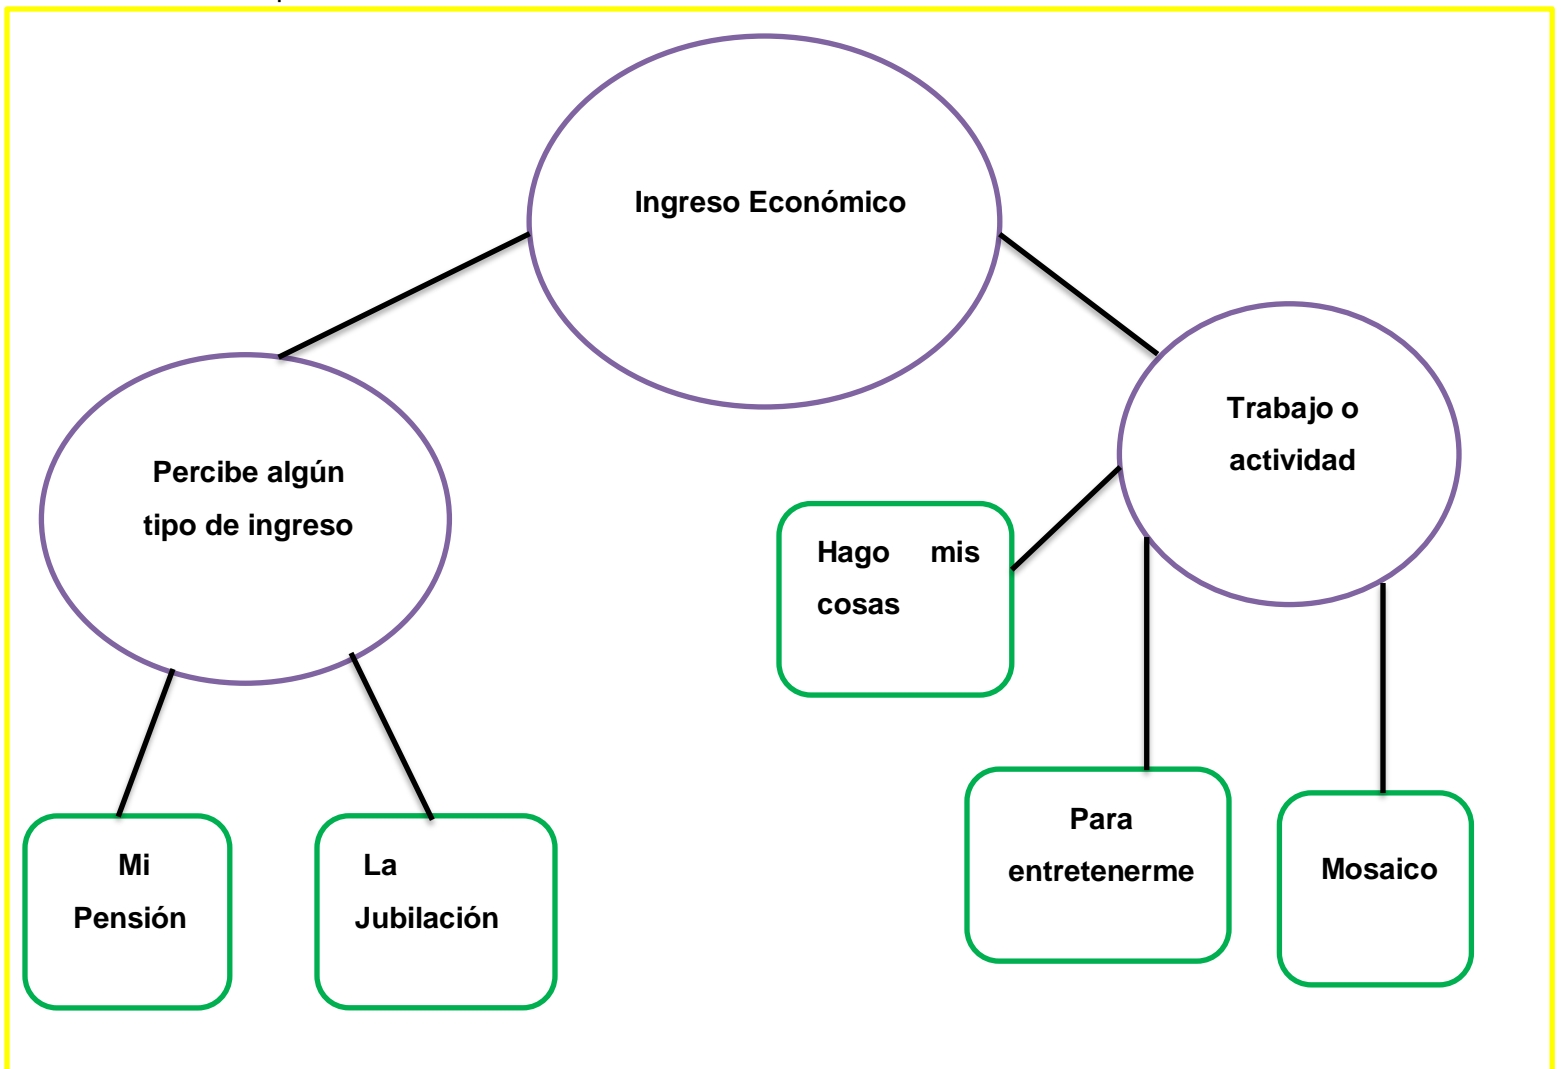 Ingreso Económico
Trabajo o
actividad
Percibe algún
tipo de ingreso
Hago mis
cosas
Para
entretenerme
Mosaico
Mi
Pensión
La
Jubilación